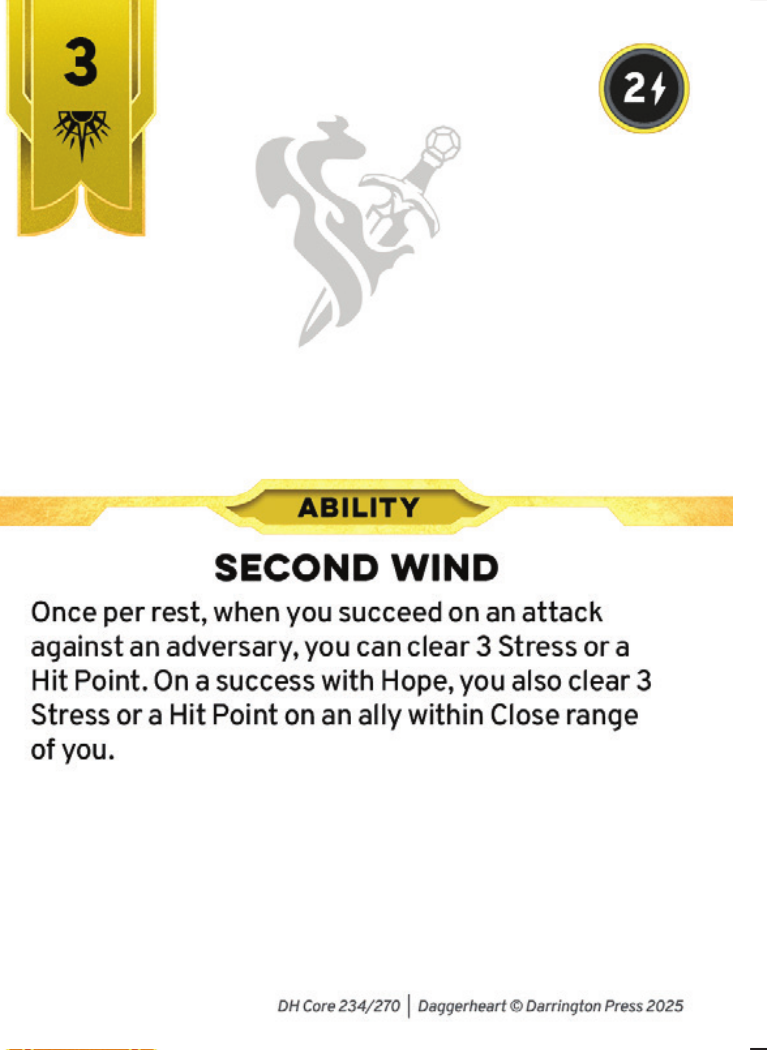 3
2
ABILITY
SECOND WIND
Once per rest, when you succeed on an attack
against an adversary, you can clear 3 Stress or a
Hit Point. On a success with Hope, you also clear 3
Stress or a Hit Point on an ally within Close range
of you.
DH Core 234/270 | Daggerheart © Darrington Press 2025